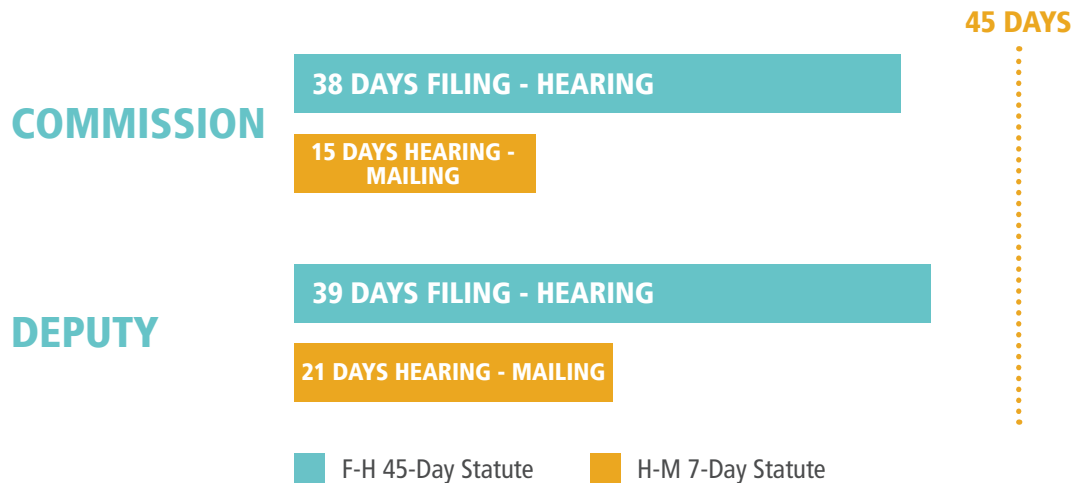 45 DAYS
COMMISSION
38 DAYS FILING - HEARING
15 DAYS HEARING -
MAILING
DEPUTY
39 DAYS FILING - HEARING
21 DAYS HEARING - MAILING
F-H 45-Day Statute
H-M 7-Day Statute